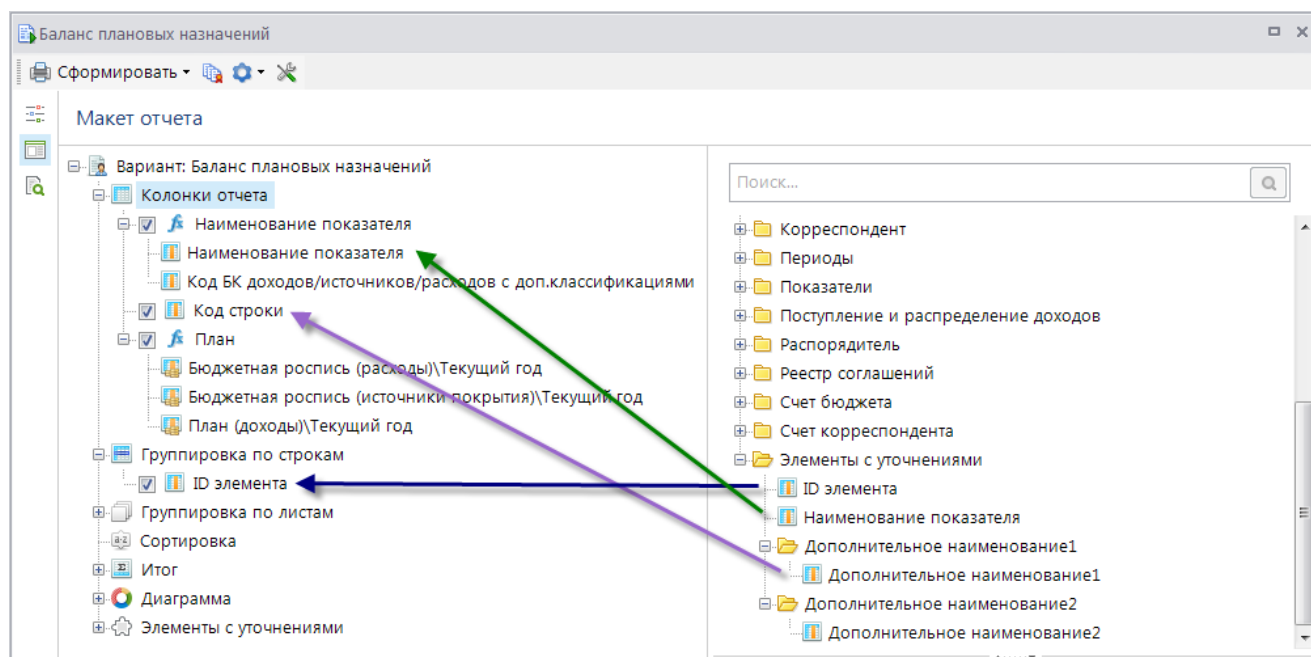 Баланс плановых назначений
Сформировать
Макет отчета
Вариант: Баланс плановых назначений
Колонки отчета
Наименование показателя
Наименование показателя
Код БК доходов/источников/расходов с доп.классификациями
Код строки
План
Бюджетная роспись (расходы)\Текущий год
Бюджетная роспись (источники покрытия)\Текущий год
План (доходы)\Текущий год
Группировка по строкам
ID элемента
Группировка по листам
Сортировка
Итог
Диаграмма
Элементы с уточнениями
Поиск...
Корреспондент
Периоды
Показатели
Поступление и распределение доходов
Распорядитель
Реестр соглашений
Счет бюджета
Счет корреспондента
Элементы с уточнениями
ID элемента
Наименование показателя
Дополнительное наименование1
Дополнительное наименование1
Дополнительное наименование2
Дополнительное наименование2